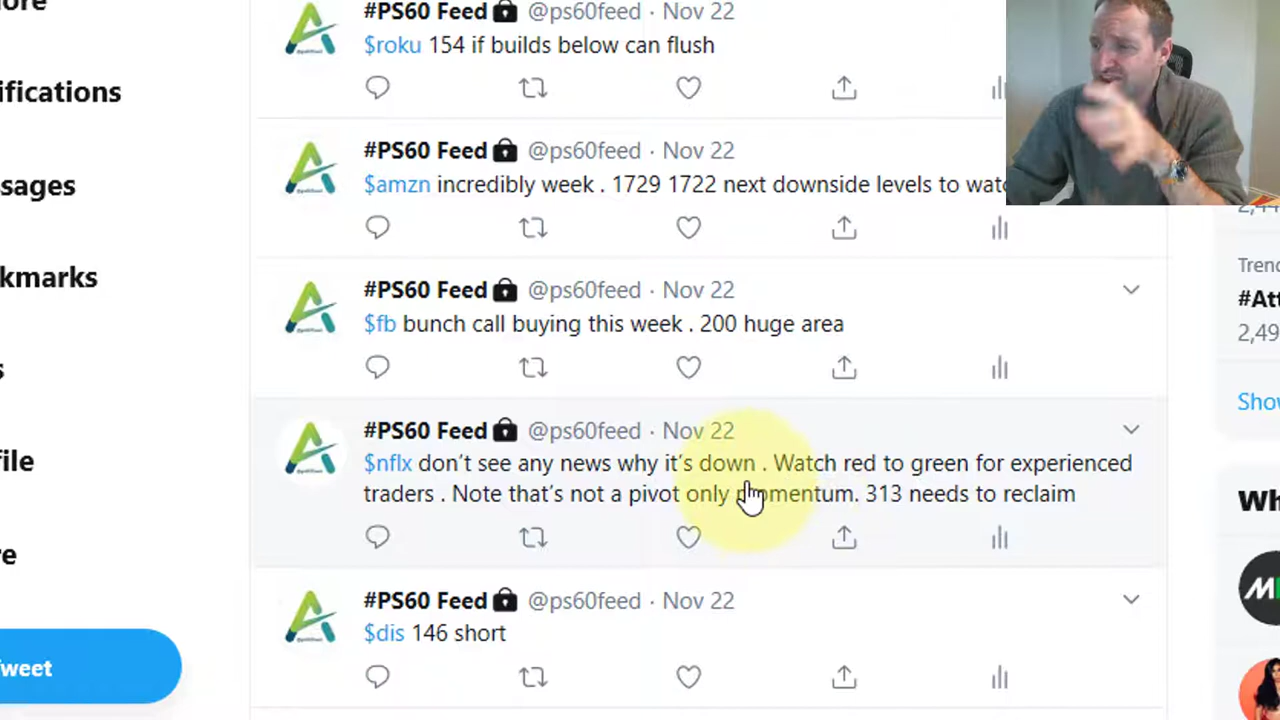 #PS60 Feed @ps60feed · Nov 22
$roku 154 if builds below can flush
ifications
#PS60 Feed @ps60feed · Nov 22
$amzn incredibly week . 1729 1722 next downside levels to
ssages
Trend
#PS60 Feed @ps60feed · Nov 22
kmarks
#Att
$fb bunch call buying this week . 200 huge area
2,49
s
Show
#PS60 Feed @ps60feed · Nov 22
$nflx don't see any news why it's down . Watch red to green for experienced
file
traders . Note that's not a pivot only momentum. 313 needs to reclaim
Wh
re
#PS60 Feed @ps60feed · Nov 22
$dis 146 short
Tweet